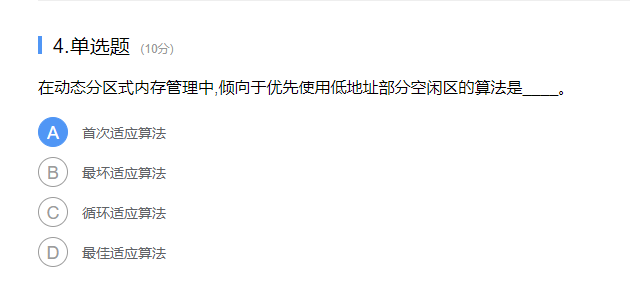 4.单选题 (10分)
在动态分区式内存管理中,倾向于优先使用低地址部分空闲区的算法是____。
A 首次适应算法
B 最坏适应算法
C 循环适应算法
D 最佳适应算法